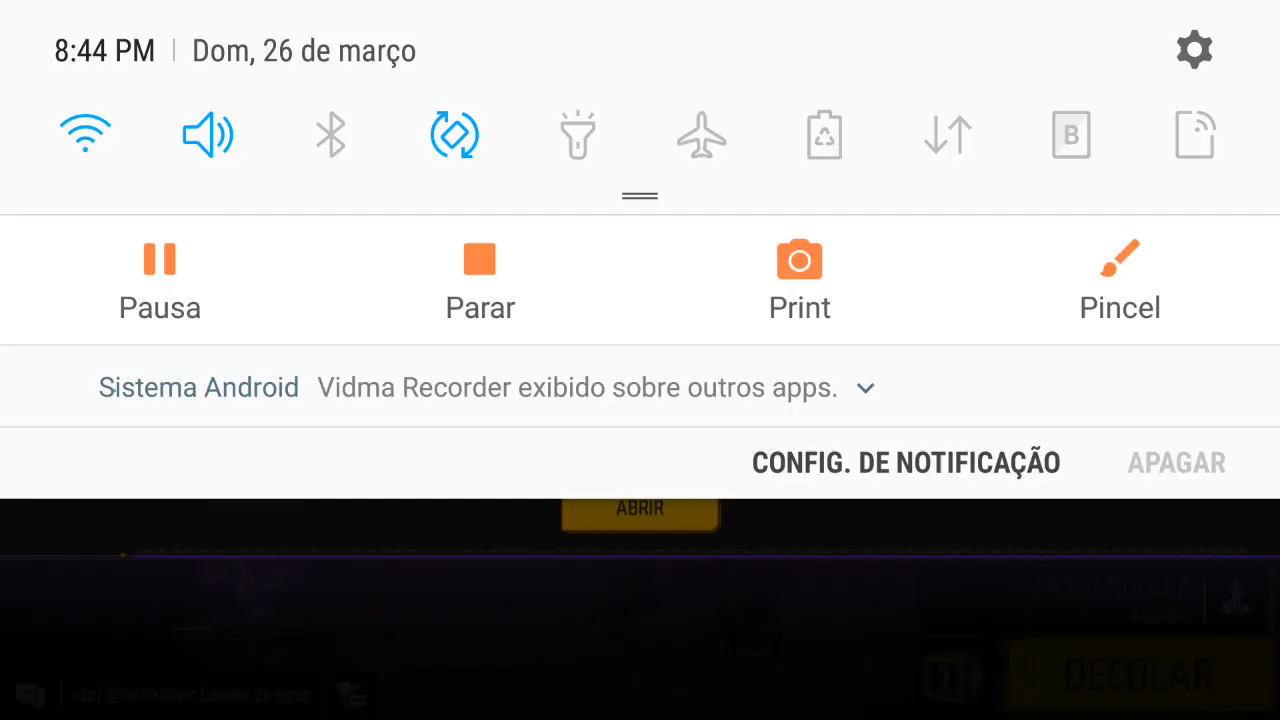 8:44 PM | Dom, 26 de março
B
Pausa
Parar
Print
Pincel
Sistema Android Vidma Recorder exibido sobre outros apps.
CONFIG. DE NOTIFICAÇÃO
APAGAR
ABRIR
DECOLAR